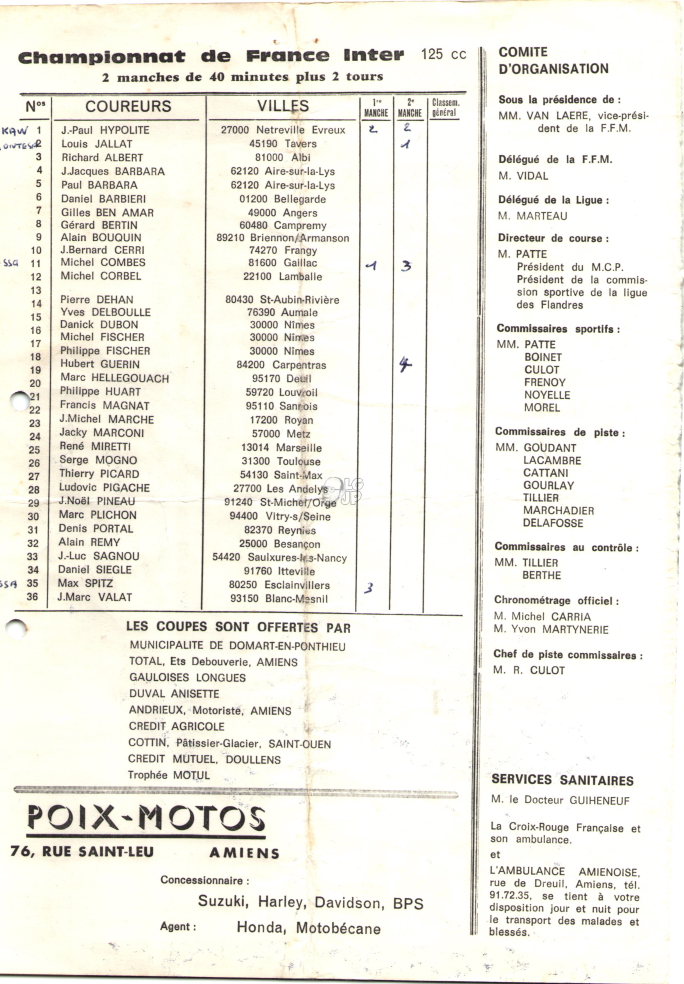 Championnat de France Inter 125 cc
2 manches de 40 minutes plus 2 tours
Nos COUREURS VILLES 1re MANCHE 2e MANCHE Classem. général
KAW 1 J.-Paul HYPOLITE 27000 Netreville Evreux 2 2
2 Louis JALLAT 45190 Tavers 1
3 Richard ALBERT 81000 Albi
4 J.Jacques BARBARA 62120 Aire-sur-la-Lys
5 Paul BARBARA 62120 Aire-sur-la-Lys
6 Daniel BARBIERI 01200 Bellegarde
7 Gilles BEN AMAR 49000 Angers
8 Gérard BERTIN 60480 Campremy
9 Alain BOUQUIN 89210 Briennon/Armanson
10 J.Bernard CERRI 74270 Frangy
SSA 11 Michel COMBES 81600 Gaillac 1 3
12 Michel CORBEL 22100 Lamballe
13
14 Pierre DEHAN 80430 St-Aubin-Rivière
15 Yves DELBOULLE 76390 Aumale
16 Danick DUBON 30000 Nîmes
17 Michel FISCHER 30000 Nîmes
18 Philippe FISCHER 30000 Nîmes
19 Hubert GUERIN 84200 Carpentras 4
20 Marc HELLEGOUACH 95170 Deuil
21 Philippe HUART 59720 Louvroil
22 Francis MAGNAT 95110 Sannois
23 J.Michel MARCHE 17200 Royan
24 Jacky MARCONI 57000 Metz
25 René MIRETTI 13014 Marseille
26 Serge MOGNO 31300 Toulouse
27 Thierry PICARD 54130 Saint-Max
28 Ludovic PIGACHE 27700 Les Andelys
29 J.Noël PINEAU 91240 St-Michel/Orge
30 Marc PLICHON 94400 Vitry-s/Seine
31 Denis PORTAL 82370 Reynies
32 Alain REMY 25000 Besançon
33 J.-Luc SAGNOU 54420 Saulxures-les-Nancy
34 Daniel SIEGLE 91760 Itteville
SSA 35 Max SPITZ 80250 Esclainvillers 3
36 J.Marc VALAT 93150 Blanc-Mesnil
LES COUPES SONT OFFERTES PAR
MUNICIPALITE DE DOMART-EN-PONTHIEU
TOTAL, Ets Debouverie, AMIENS
GAULOISES LONGUES
DUVAL ANISETTE
ANDRIEUX, Motoriste, AMIENS
CREDIT AGRICOLE
COTTIN, Pâtissier-Glacier, SAINT-OUEN
CREDIT MUTUEL, DOULLENS
Trophée MOTUL
POIX-MOTOS
76, RUE SAINT-LEU AMIENS
Concessionnaire :
Suzuki, Harley, Davidson, BPS
Agent : Honda, Motobécane
COMITE
D'ORGANISATION
Sous la présidence de :
MM. VAN LAERE, vice-prési-
dent de la F.F.M.
Délégué de la F.F.M.
M. VIDAL
Délégué de la Ligue :
M. MARTEAU
Directeur de course :
M. PATTE
Président du M.C.P.
Président de la commis-
sion sportive de la ligue
des Flandres
Commissaires sportifs :
MM. PATTE
BOINET
CULOT
FRENOY
NOYELLE
MOREL
Commissaires de piste :
MM. GOUDANT
LACAMBRE
CATTANI
GOURLAY
TILLIER
MARCHADIER
DELAFOSSE
Commissaires au contrôle :
MM. TILLIER
BERTHE
Chronométrage officiel :
M. Michel CARRIA
M. Yvon MARTYNERIE
Chef de piste commissaires :
M. R. CULOT
SERVICES SANITAIRES
M. le Docteur GUIHENEUF
La Croix-Rouge Française et
son ambulance.
et
L'AMBULANCE AMIENOISE,
rue de Dreuil, Amiens, tél.
91.72.35, se tient à votre
disposition jour et nuit pour
le transport des malades et
blessés.